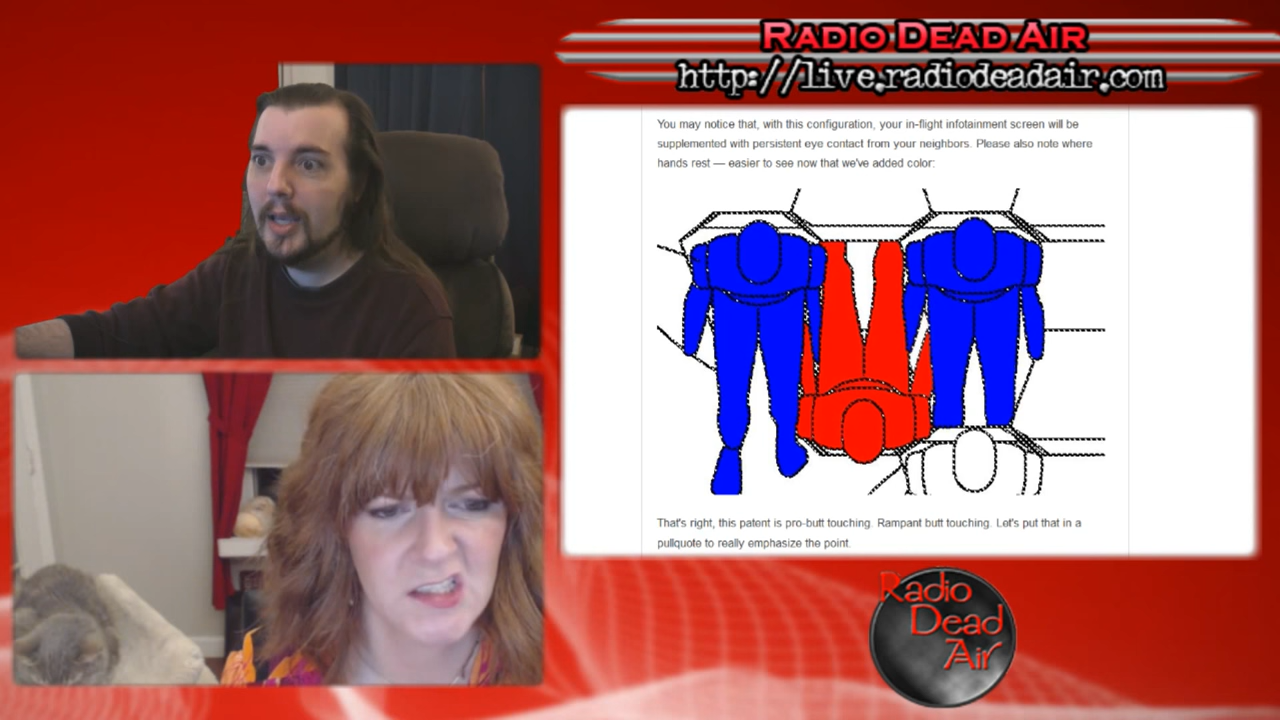 RADIO DEAD AIR
http://live.radiodeadair.com
You may notice that, with this configuration, your in-flight infotainment screen will be
supplemented with persistent eye contact from your neighbors. Please also note where
hands rest — easier to see now that we've added color:
That's right, this patent is pro-butt touching. Rampant butt touching. Let's put that in a
pullquote to really emphasize the point.
Radio
Dead
Air